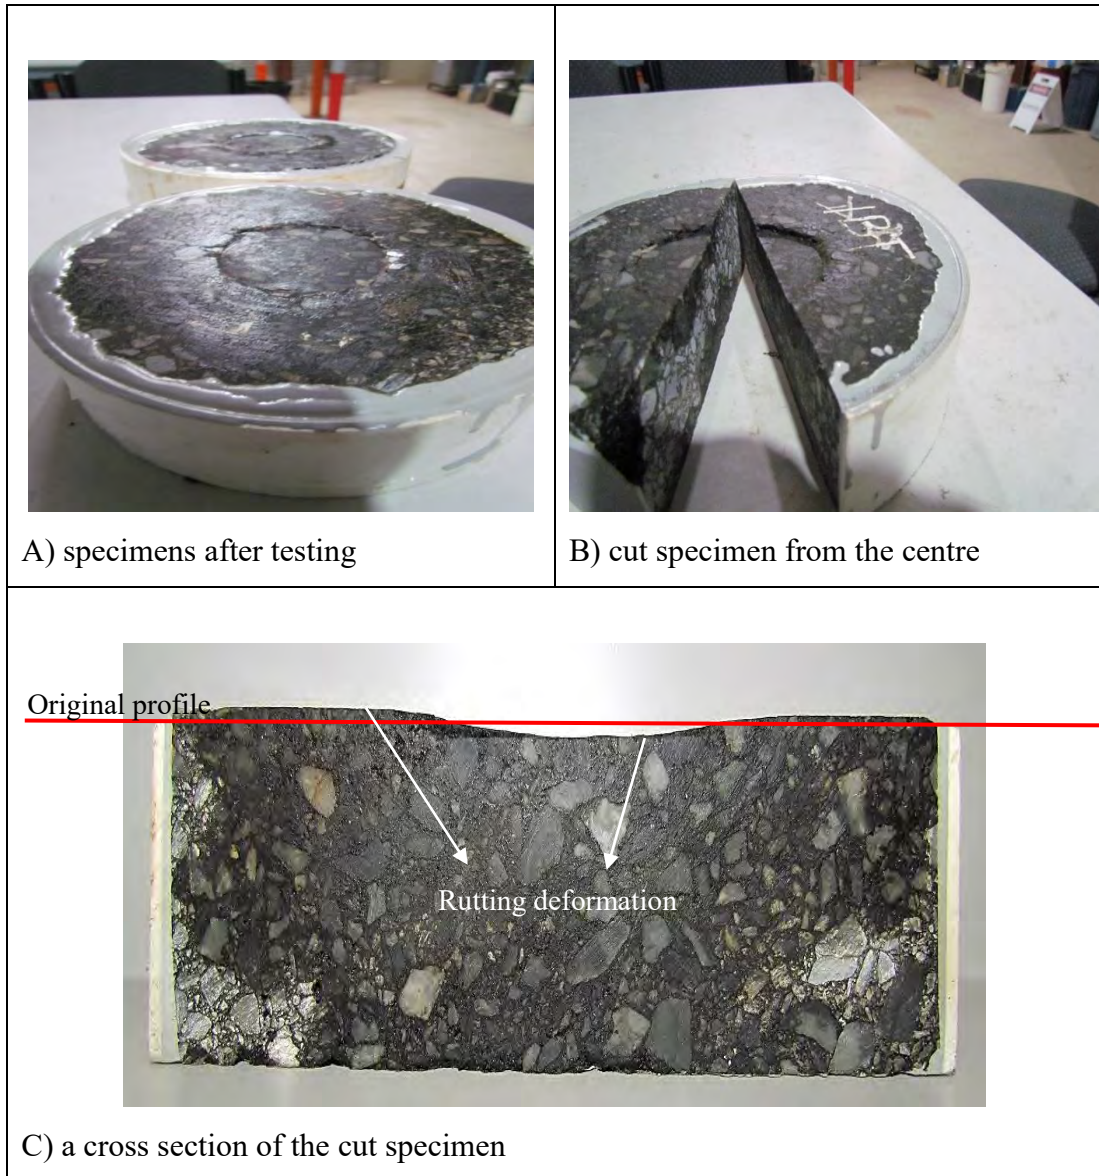 A) specimens after testing
B) cut specimen from the centre
Original profile
Rutting deformation
C) a cross section of the cut specimen